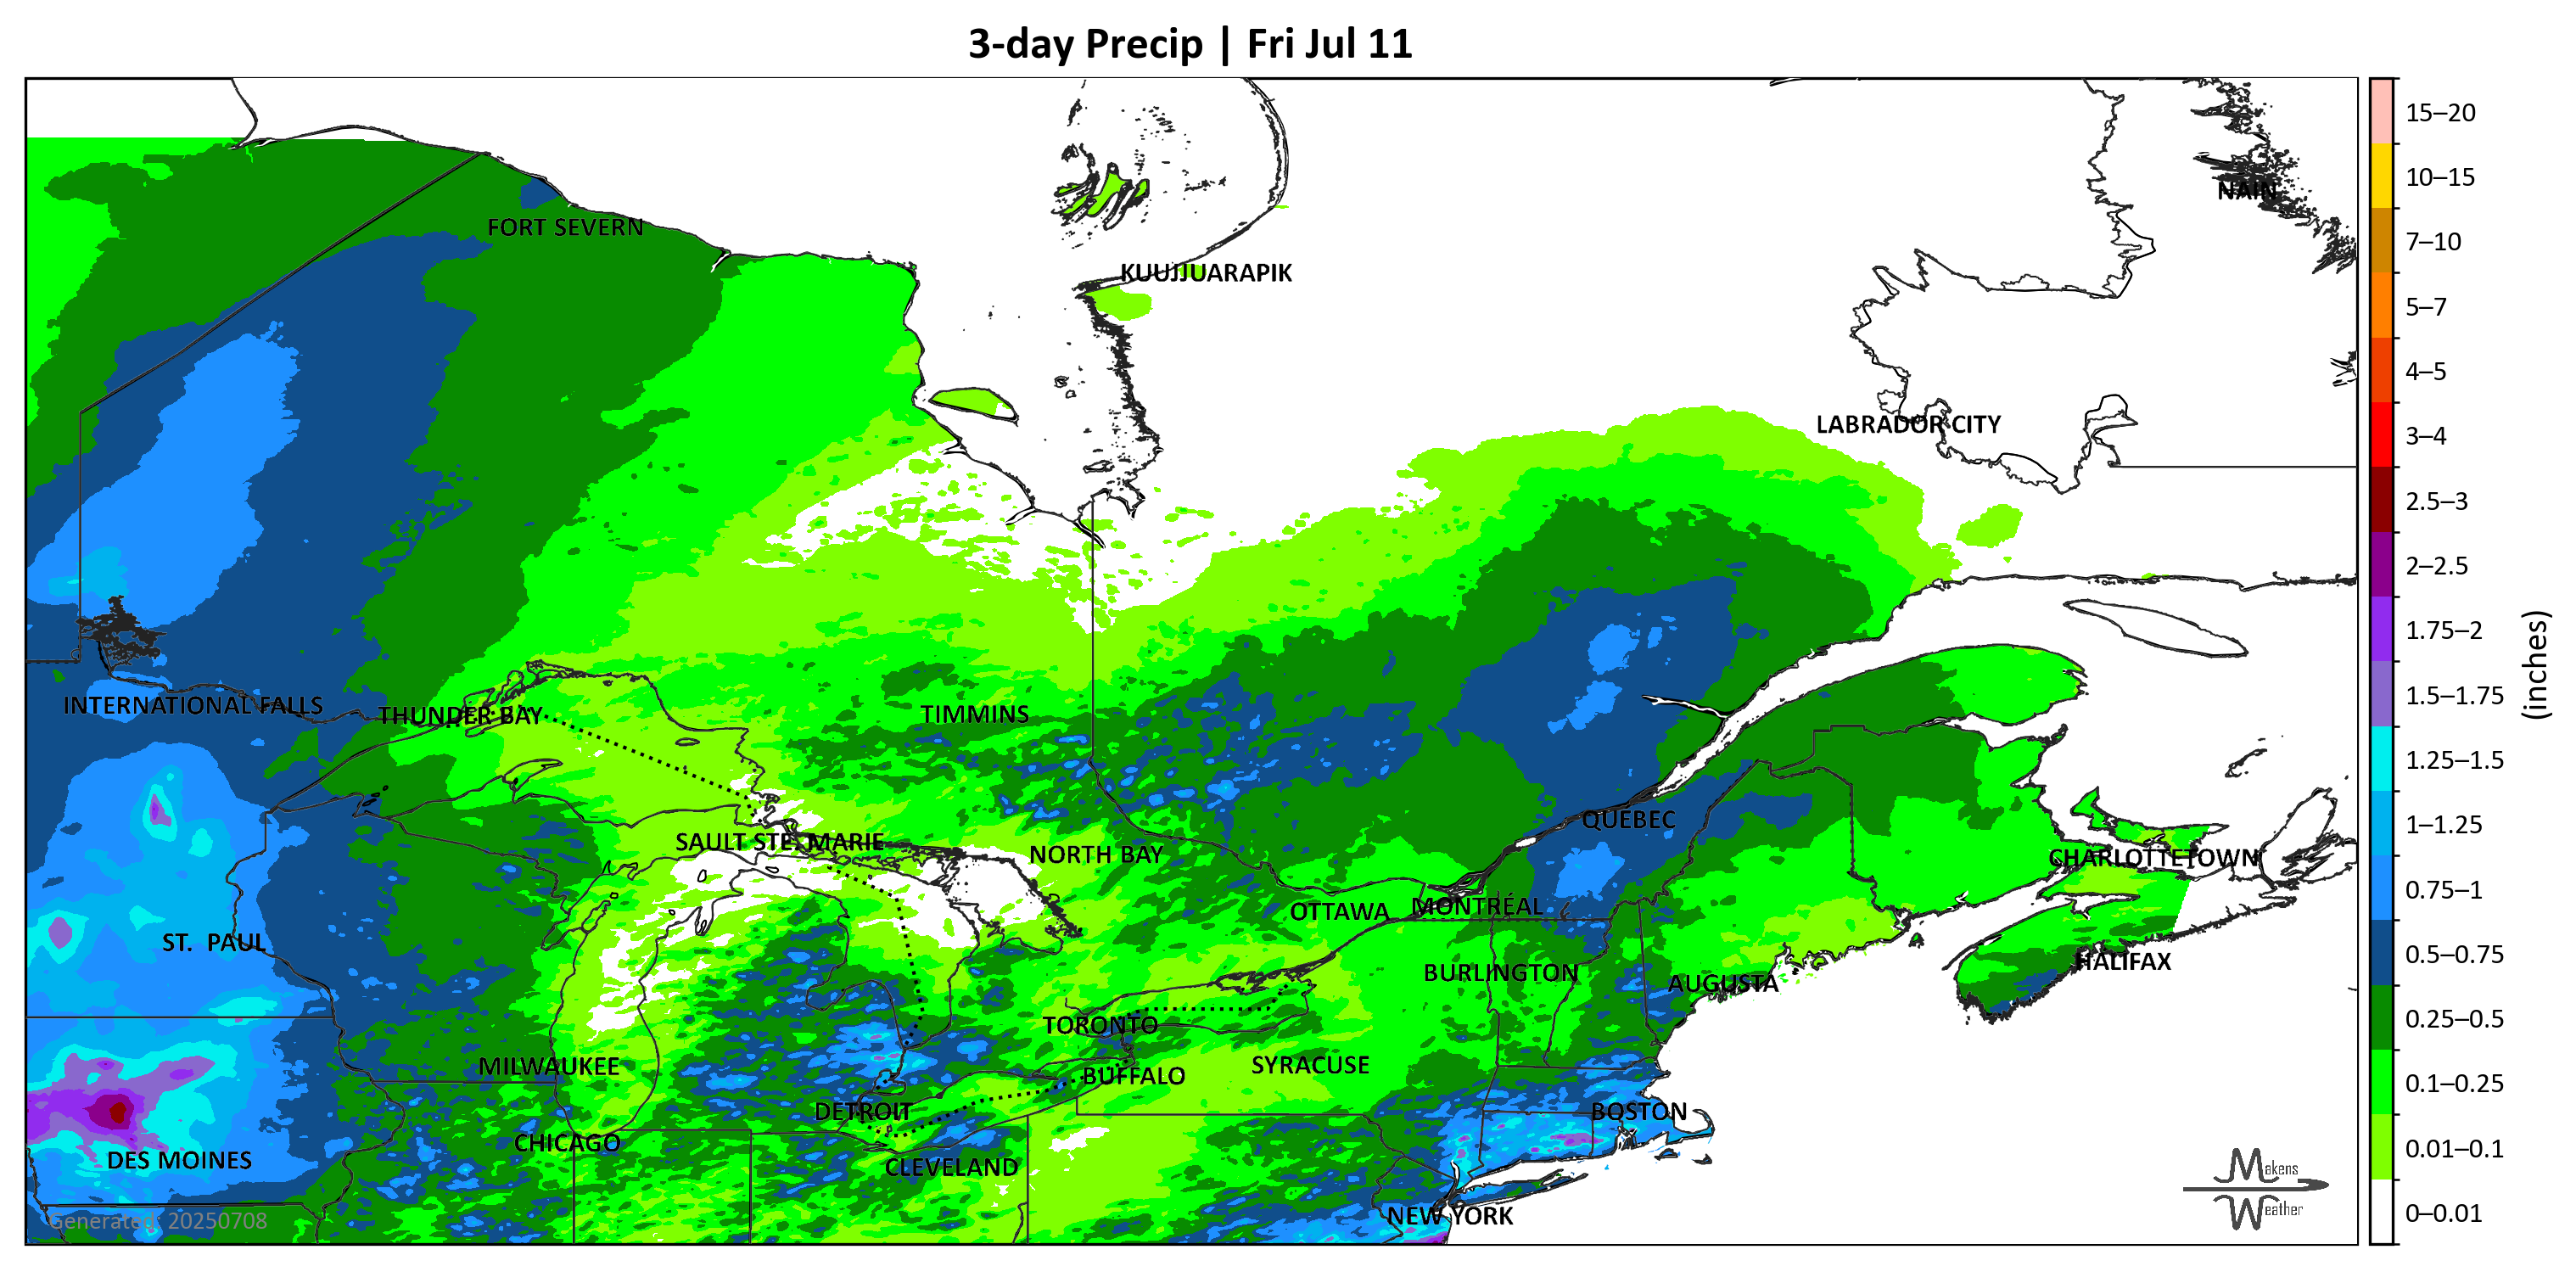 3-day Precip | Fri Jul 11
NAIN
FORT SEVERN
KUUJJUARAPIK
LABRADOR CITY
INTERNATIONAL FALLS
THUNDER BAY
TIMMINS
SAULT STE. MARIE
QUÉBEC
NORTH BAY
CHARLOTTETOWN
OTTAWA
MONTRÉAL
ST. PAUL
HALIFAX
BURLINGTON
AUGUSTA
TORONTO
MILWAUKEE
SYRACUSE
BUFFALO
DETROIT
BOSTON
CHICAGO
DES MOINES
CLEVELAND
NEW YORK
Generated: 20250708
Makens
Weather
15–20
10–15
7–10
5–7
4–5
3–4
2.5–3
2–2.5
1.75–2
1.5–1.75
1.25–1.5
1–1.25
0.75–1
0.5–0.75
0.25–0.5
0.1–0.25
0.01–0.1
0–0.01
(inches)